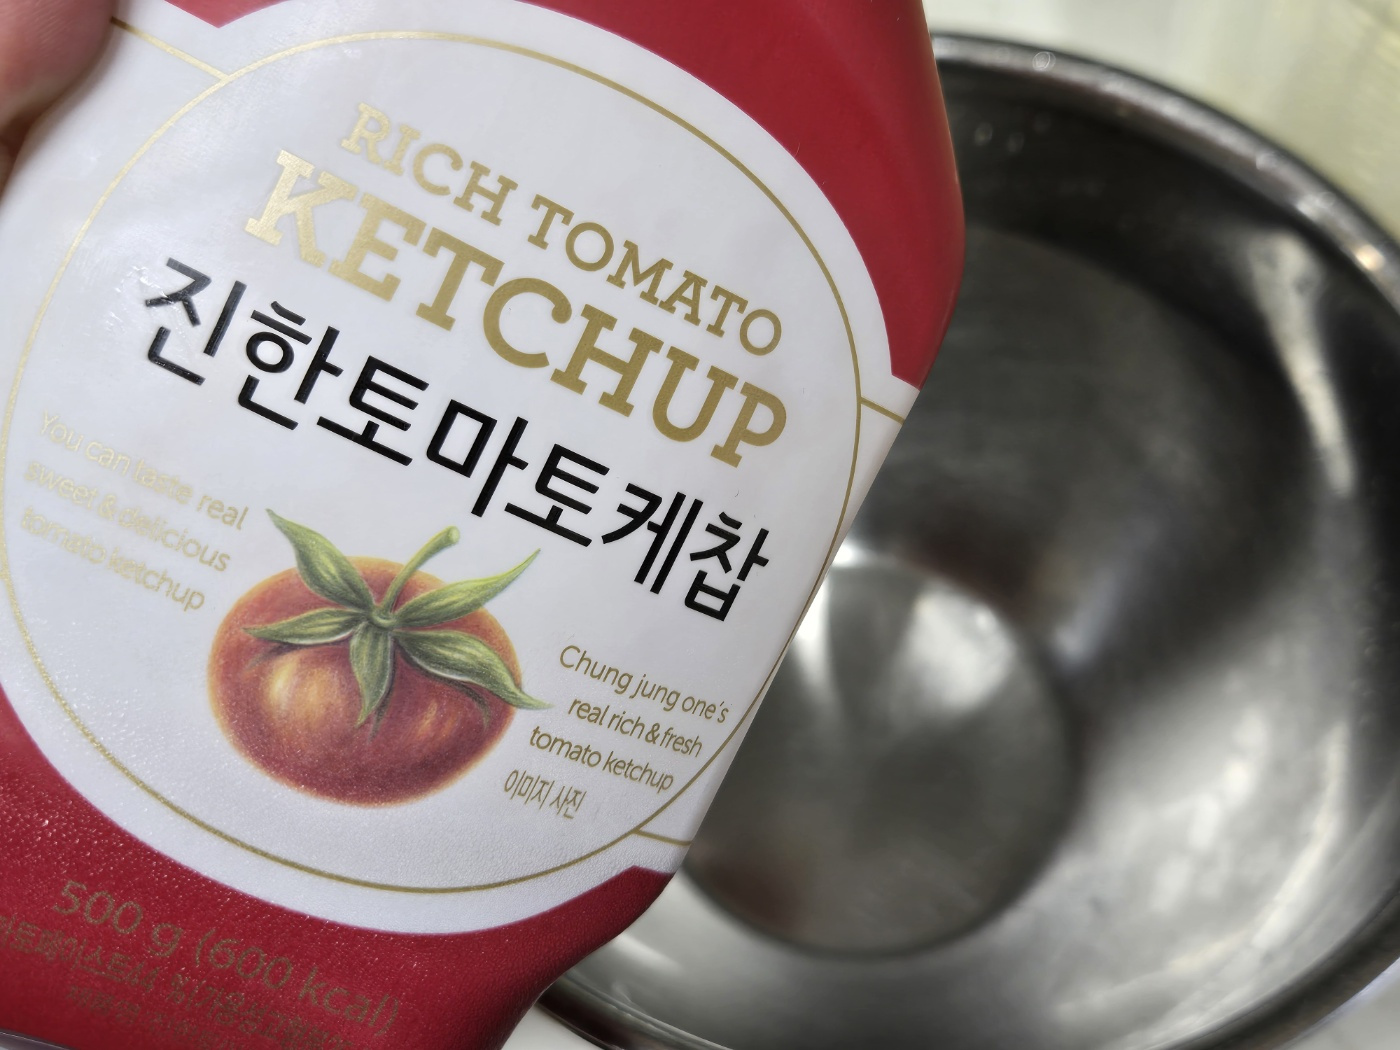 RICH TOMATO
KETCHUP
진한토마토케찹
You can taste real
sweet & delicious
tomato ketchup
Chung jung one's
real rich & fresh
tomato ketchup
이미지 사진
500 g (600 kcal)